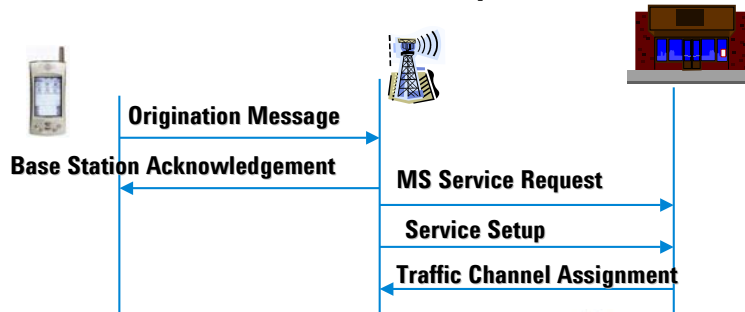 Origination Message
Base Station Acknowledgement
MS Service Request
Service Setup
Traffic Channel Assignment